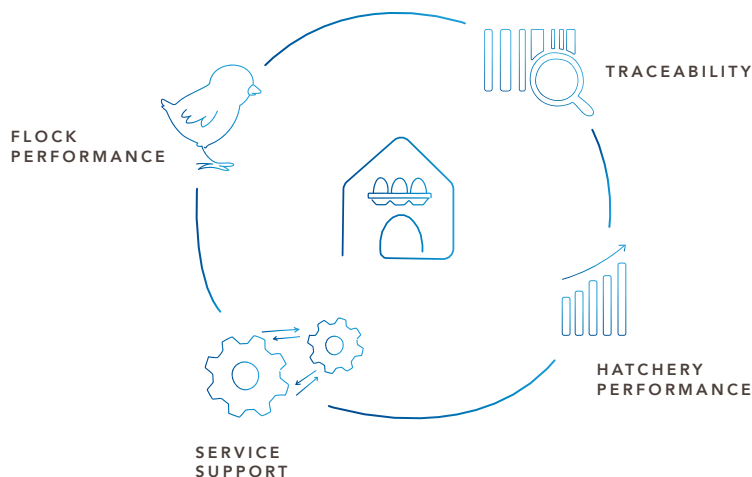 TRACEABILITY
FLOCK
PERFORMANCE
HATCHERY
PERFORMANCE
SERVICE
SUPPORT